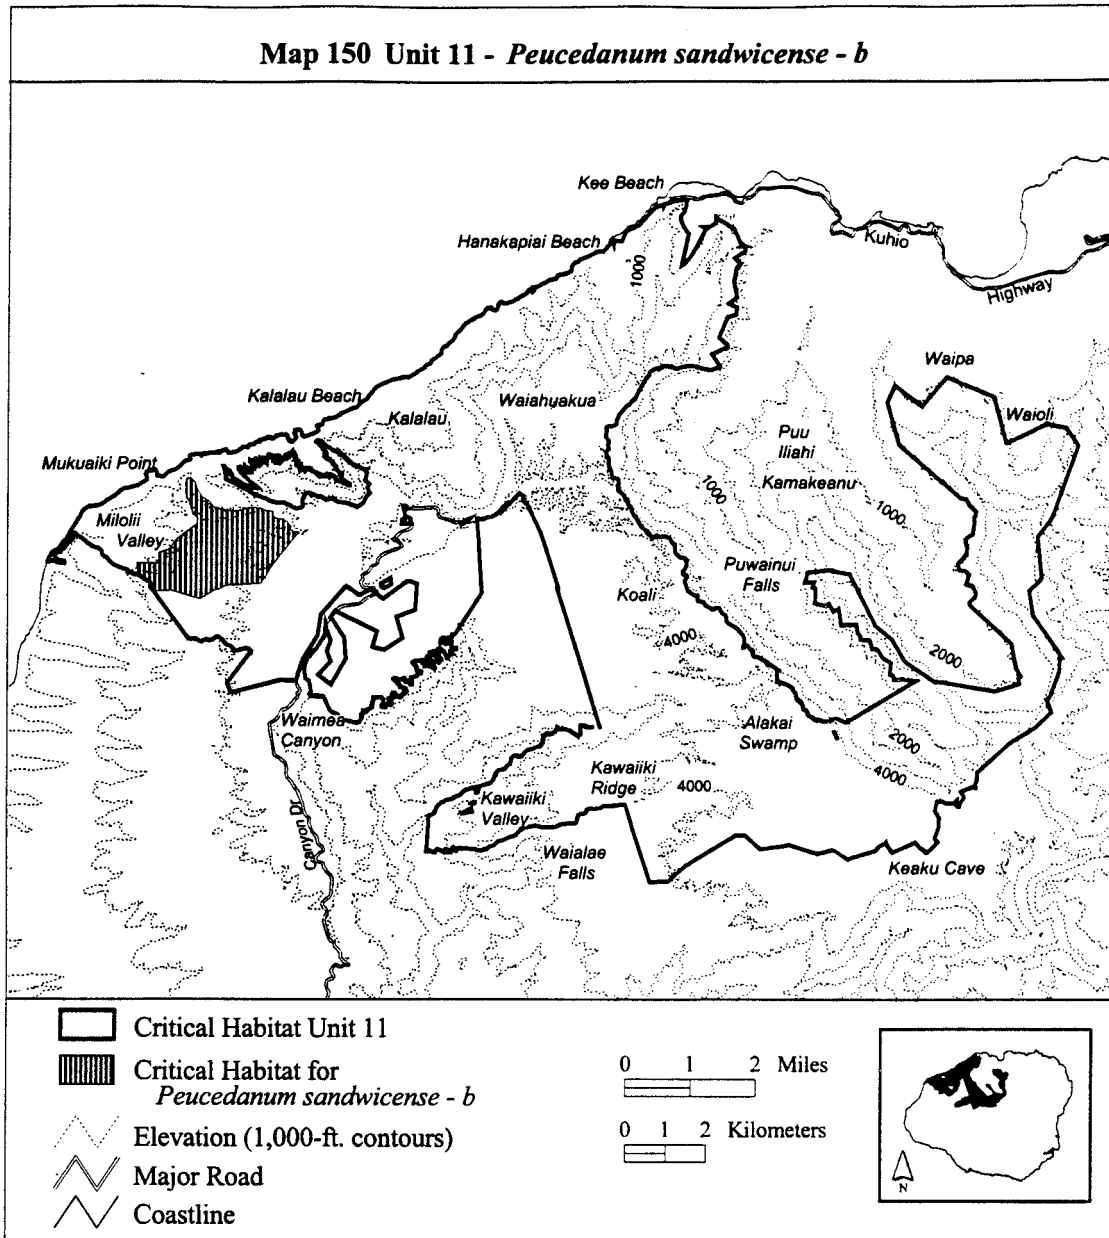 Map 150 Unit 11 - Peucedanum sandwicense - b
Kee Beach
Hanakapiai Beach
Kuhio
1000
Highway
Waipa
Kalalau Beach
Waiahuakua
Kalalau
Waioli
Puu
Iliahi
Mukuaiki Point
Kamakeanu
1000
1000
Milolii
Valley
Puwainui
Falls
Koali
4000
2000
Waimea
Canyon
Alakai
Swamp
2000
4000
Kawaiiki
Ridge
4000
Kawaiiki
Valley
Canyon Dr
Waialae
Falls
Keaku Cave
Critical Habitat Unit 11
Critical Habitat for
Peucedanum sandwicense - b
Elevation (1,000-ft. contours)
Major Road
Coastline
0 1 2 Miles
0 1 2 Kilometers
N